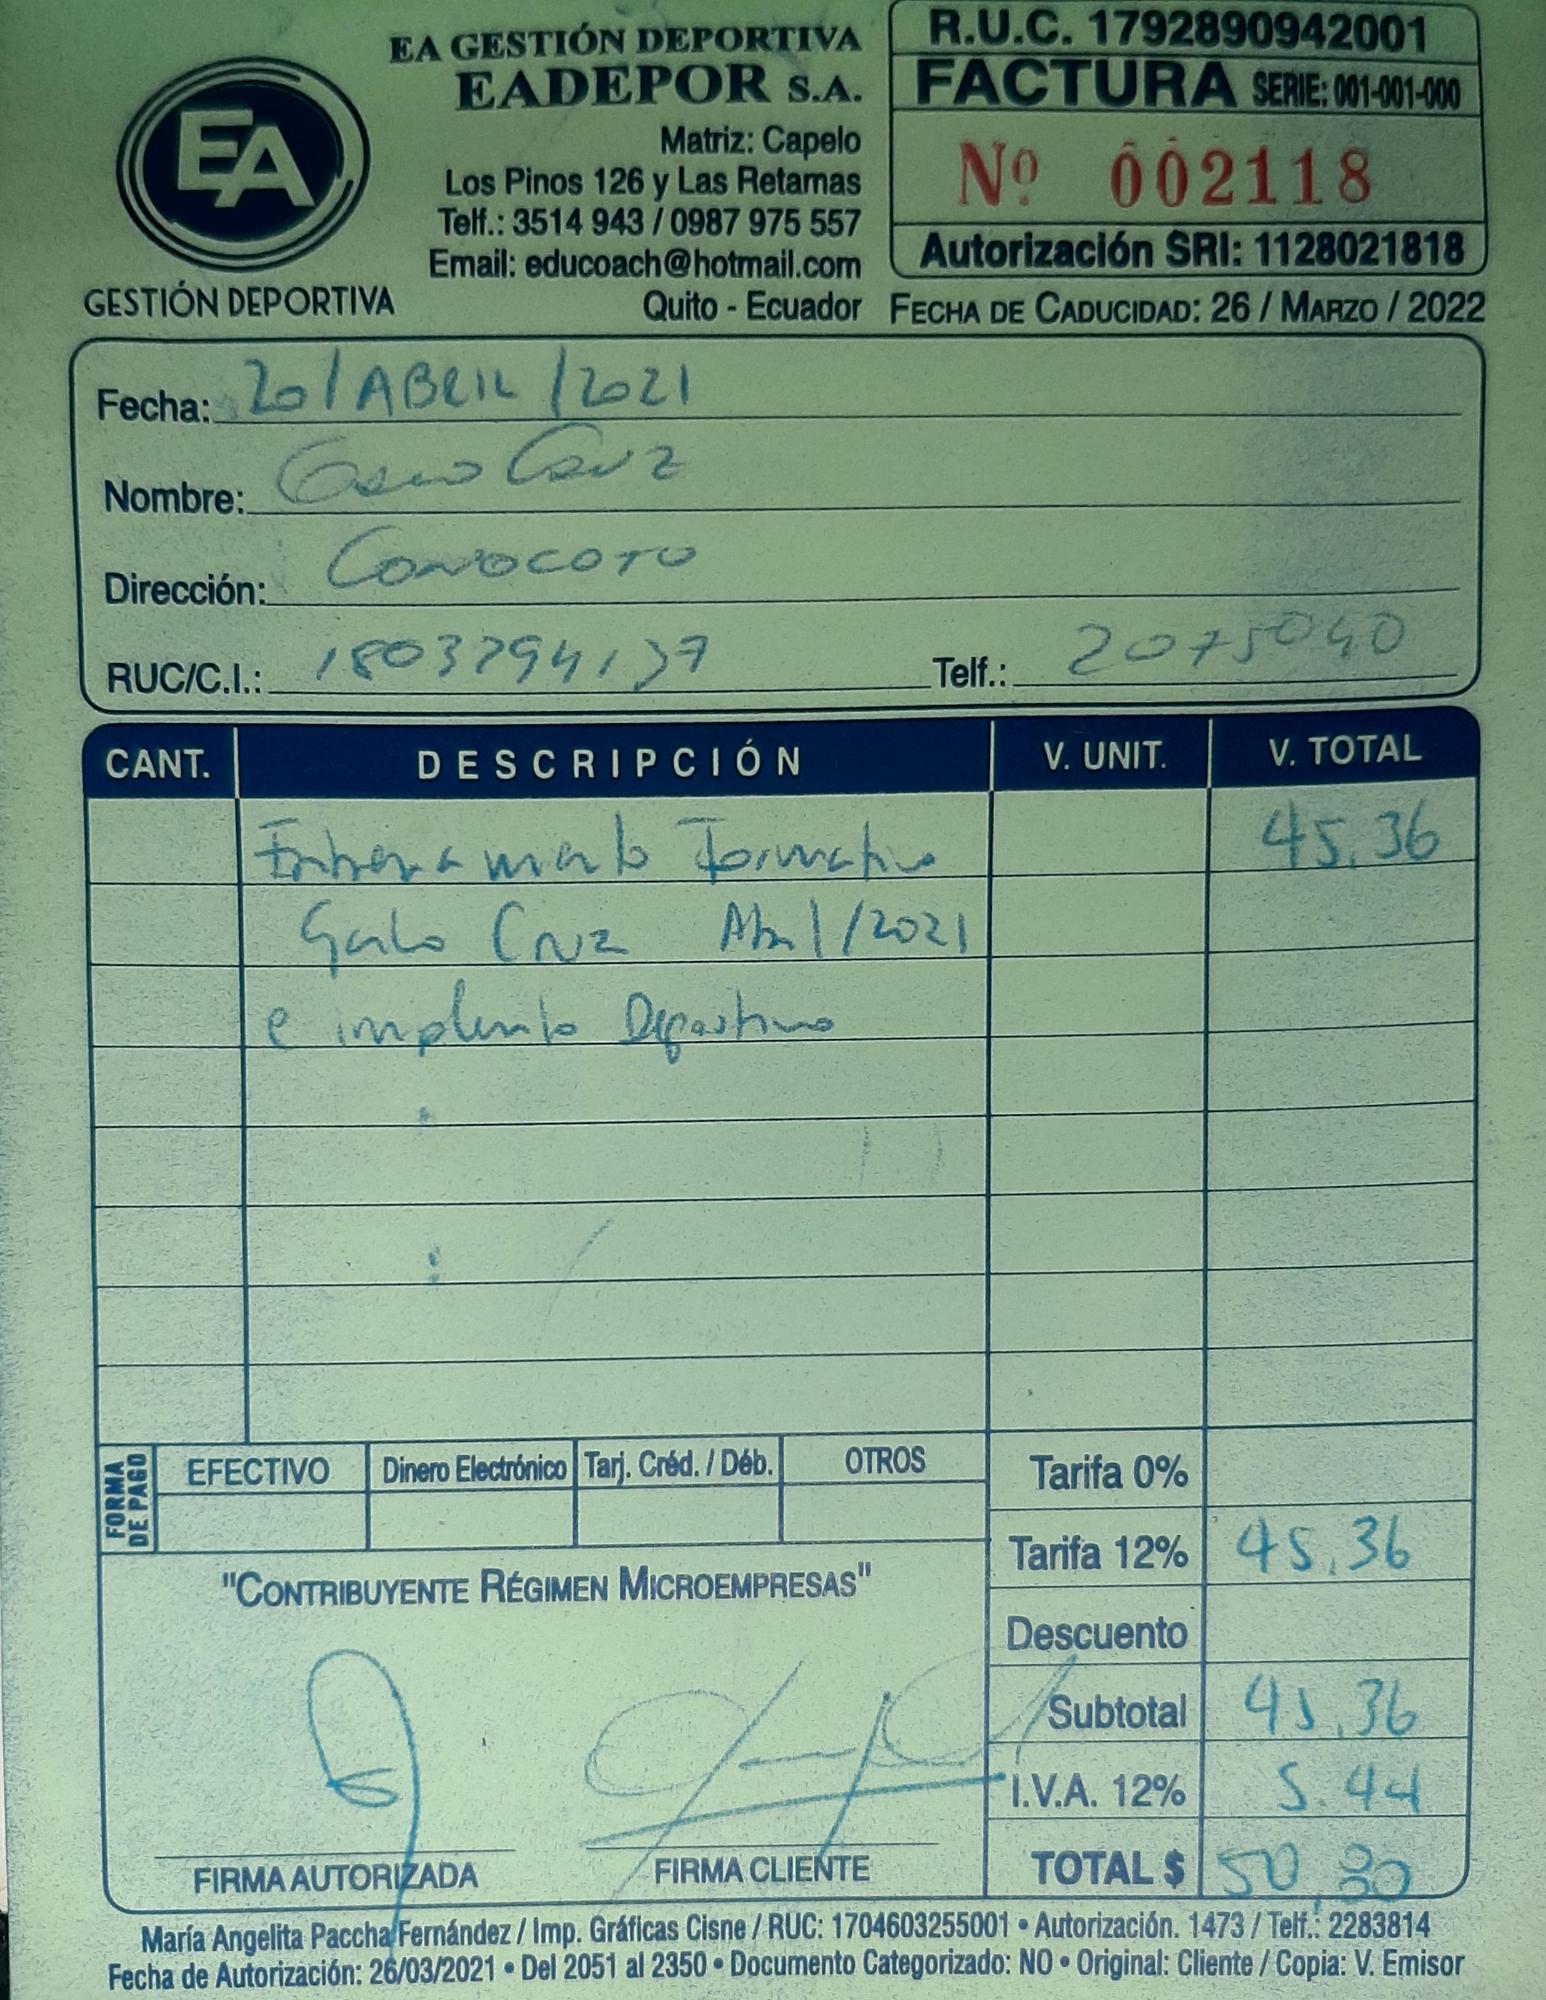 EA GESTIÓN DEPORTIVA
EADEPOR S.A.
Matriz: Capelo
Los Pinos 126 y Las Retamas
Telf.: 3514 943 / 0987 975 557
Email: educoach@hotmail.com
Quito - Ecuador
EA
GESTIÓN DEPORTIVA
R.U.C. 1792890942001
FACTURA SERIE: 001-001-000
Nº 002118
Autorización SRI: 1128021818
FECHA DE CADUCIDAD: 26 / MARZO / 2022
Fecha: 20/ABRIL/2021
Nombre: Cruz
Dirección: CONOCOTO
RUC/C.I.: 1803794137 Telf.: 2075040
CANT. DESCRIPCIÓN V. UNIT. V. TOTAL
Entrenamiento Formativo 45.36
Galo Cruz Abril/2021
e implemento Deportivo
FORMA DE PAGO
EFECTIVO Dinero Electrónico Tarj. Créd. / Déb. OTROS
Tarifa 0%
Tarifa 12% 45.36
"CONTRIBUYENTE RÉGIMEN MICROEMPRESAS"
Descuento
Subtotal 45.36
I.V.A. 12% 5.44
TOTAL $ 50,80
FIRMA AUTORIZADA FIRMA CLIENTE
María Angelita Paccha Fernández / Imp. Gráficas Cisne / RUC: 1704603255001 • Autorización. 1473 / Telf.: 2283814
Fecha de Autorización: 26/03/2021 • Del 2051 al 2350 • Documento Categorizado: NO • Original: Cliente / Copia: V. Emisor